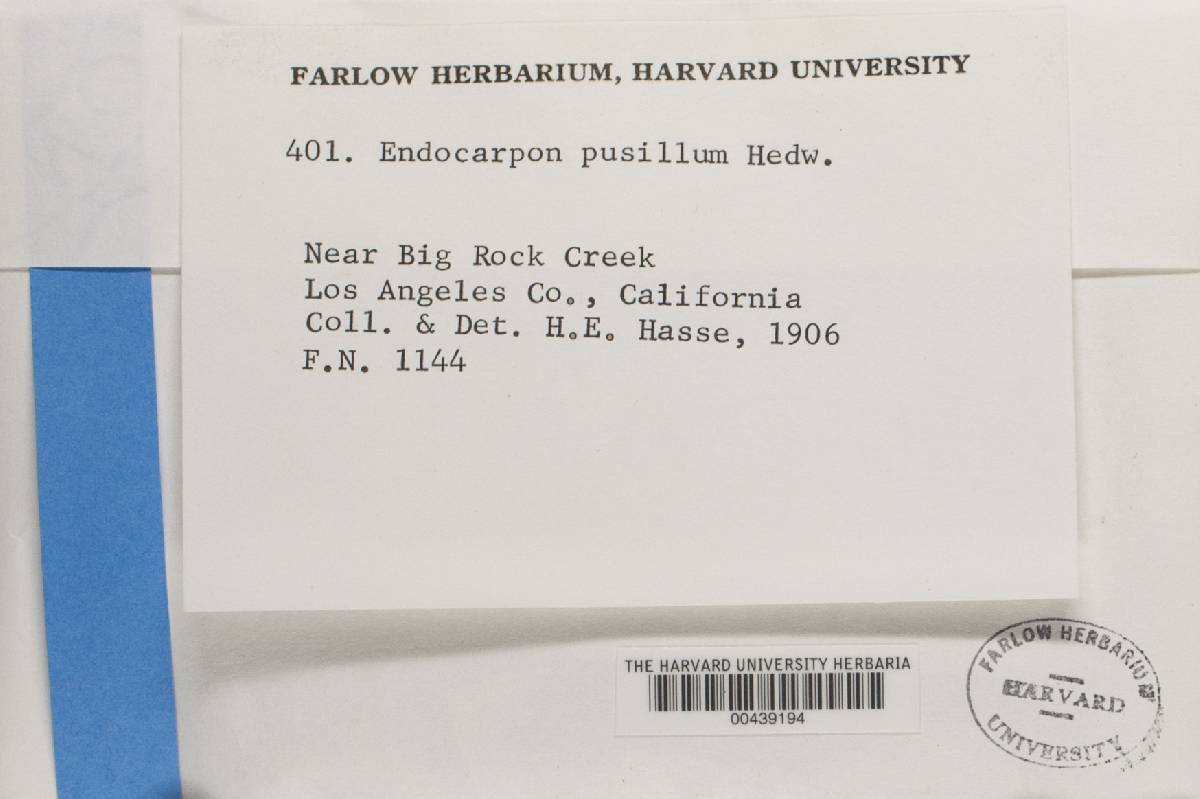 FARLOW HERBARIUM, HARVARD UNIVERSITY
401. Endocarpon pusillum Hedw.
Near Big Rock Creek
Los Angeles Co., California
Coll. & Det. H.E. Hasse, 1906
F.N. 1144
THE HARVARD UNIVERSITY HERBARIA
00439194
FARLOW HERBARIUM
HARVARD
UNIVERSITY